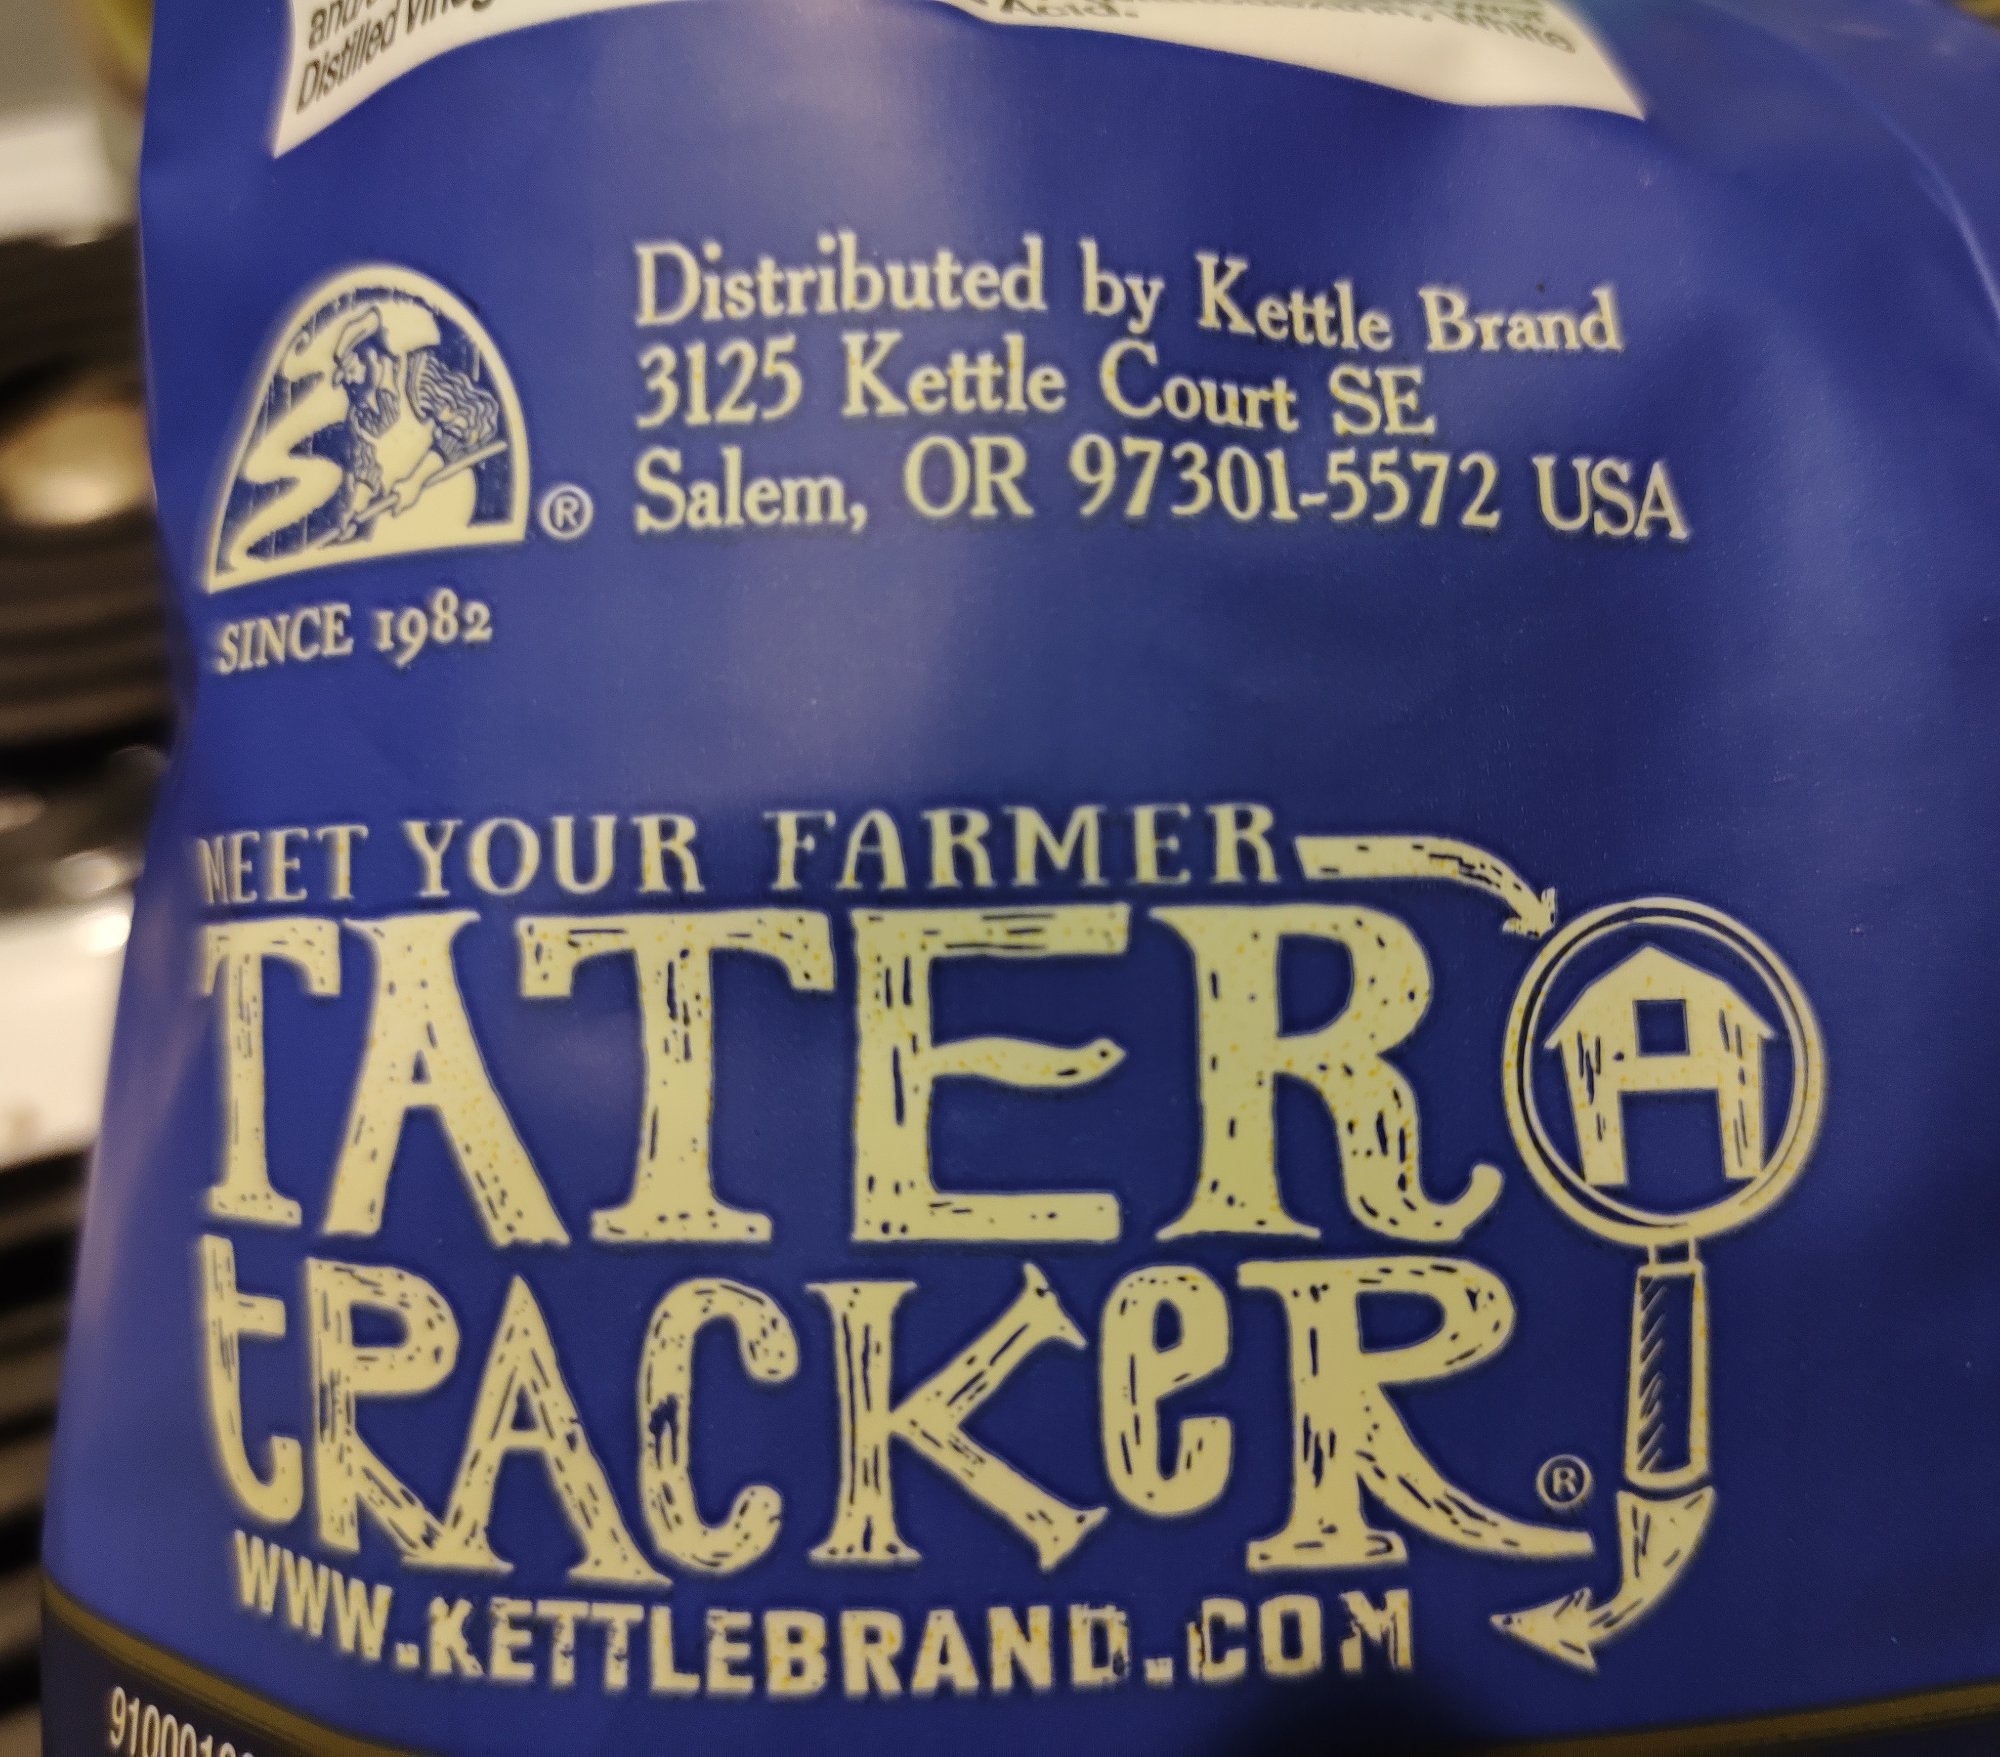 Distilled
Acid.
Distributed by Kettle Brand
3125 Kettle Court SE
Salem, OR 97301-5572 USA
®
SINCE 1982
MEET YOUR FARMER
TATER
tRACKeR
®
WWW.KETTLEBRAND.COM